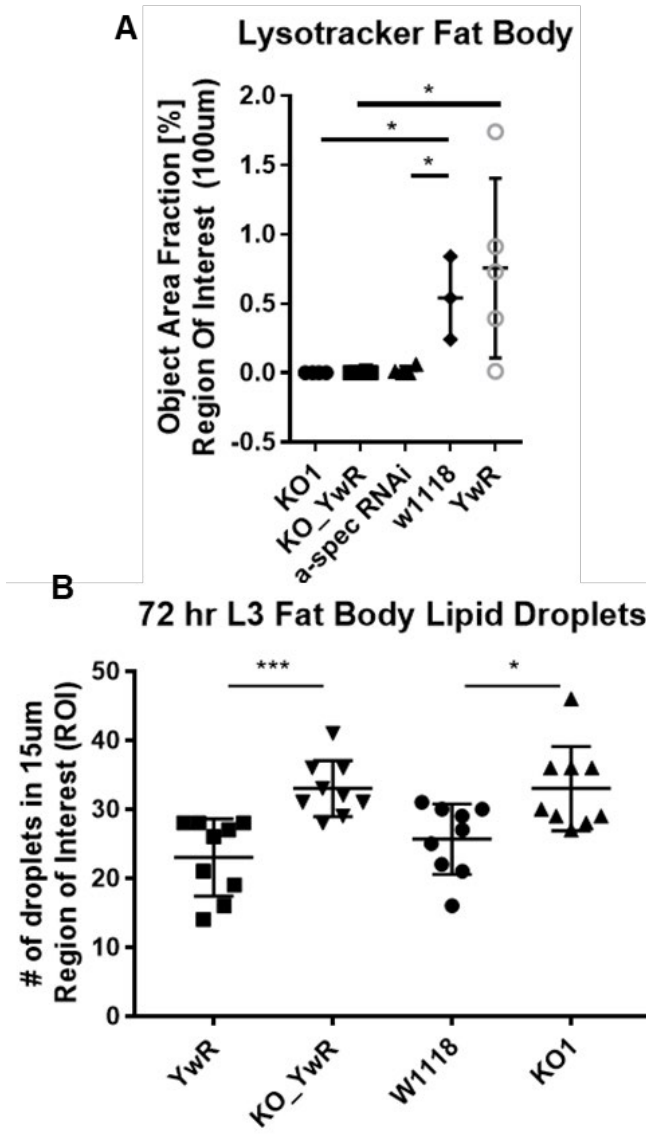 A
Lysotracker Fat Body
Object Area Fraction [%]
Region Of Interest (100um)
2.0
1.5
1.0
0.5
0.0
-0.5
*
*
*
KO1
KO_YwR
a-spec RNAi
w1118
YwR
B
72 hr L3 Fat Body Lipid Droplets
# of droplets in 15um
Region of Interest (ROI)
50
40
30
20
10
0
***
*
YwR
KO_YwR
W1118
KO1